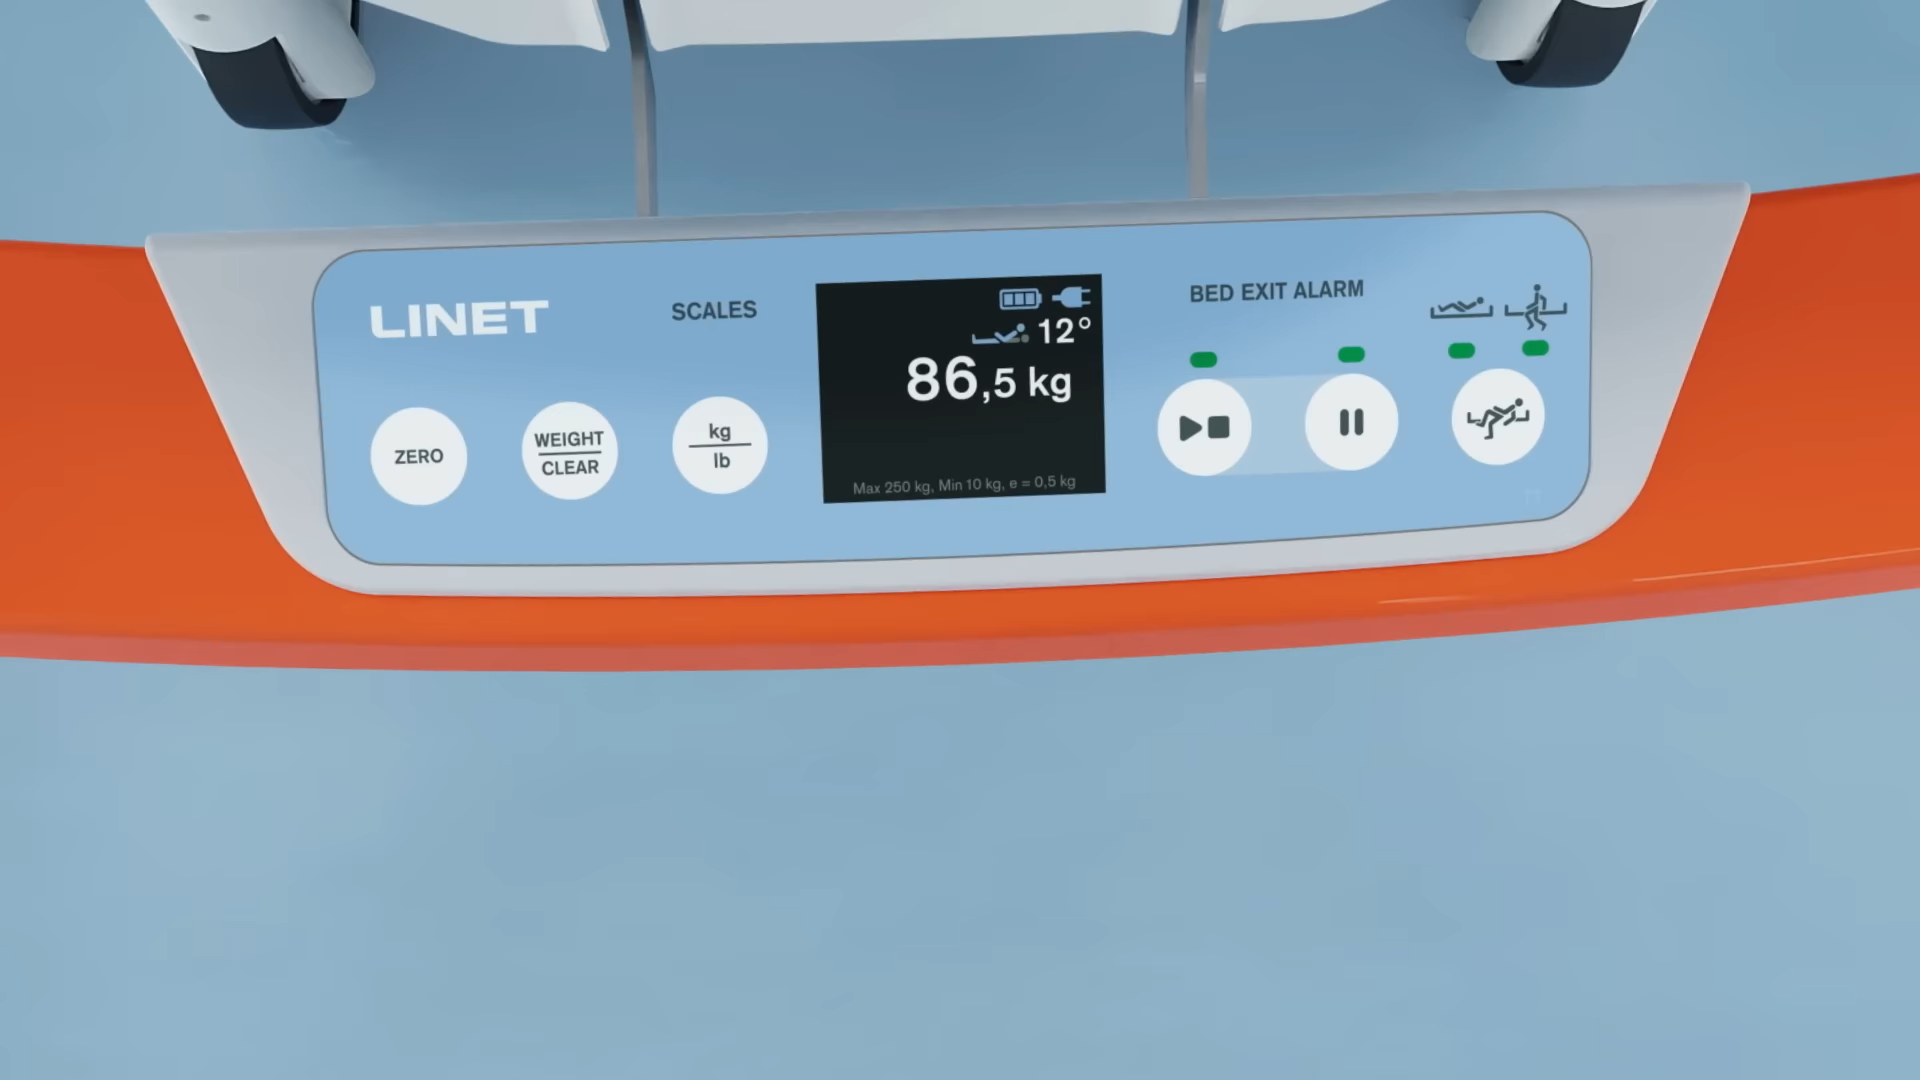 LINET
SCALES
ZERO
WEIGHT
CLEAR
kg
lb
12°
86,5 kg
Max 250 kg, Min 10 kg, e = 0,5 kg
BED EXIT ALARM